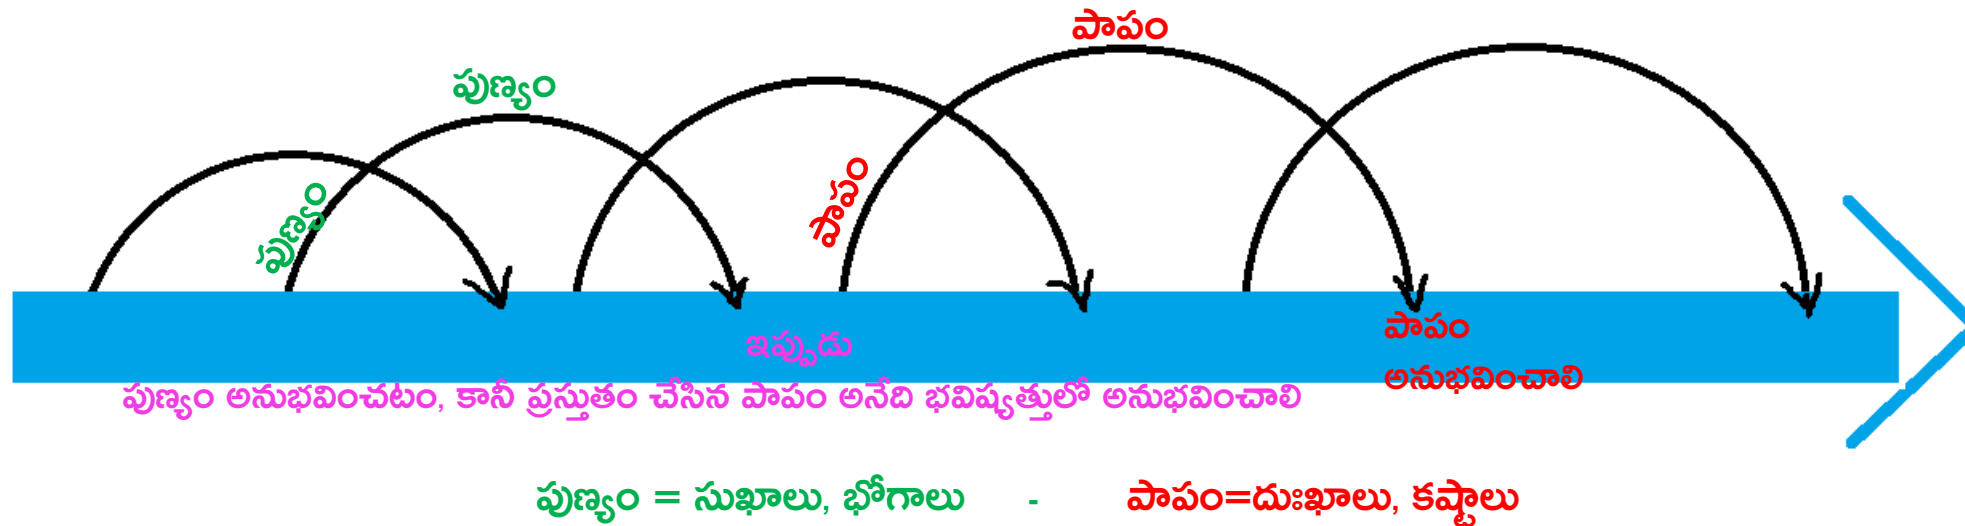 పాపం
పుణ్యం
పుణ్యం
పాపం
ఇప్పుడు
పాపం
అనుభవించాలి
పుణ్యం అనుభవించటం, కానీ ప్రస్తుతం చేసిన పాపం అనేది భవిష్యత్తులో అనుభవించాలి
పుణ్యం = సుఖాలు, భోగాలు - పాపం=దుఃఖాలు, కష్టాలు